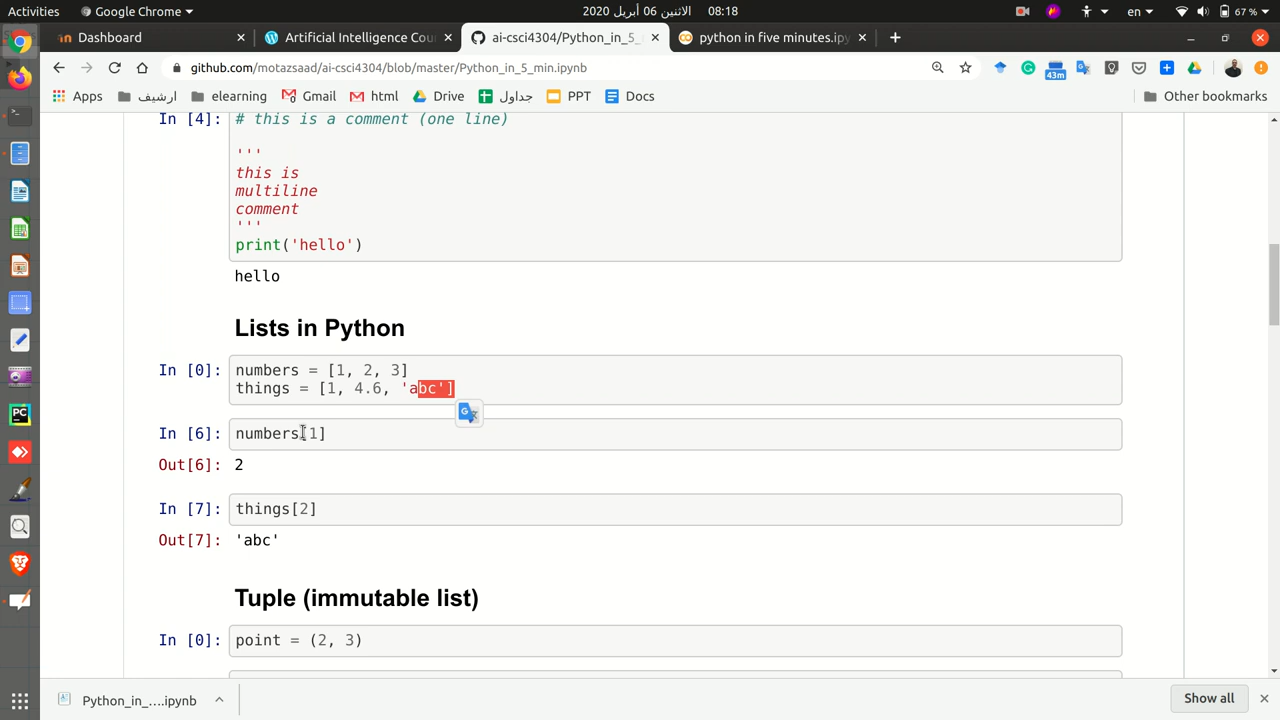 Activities
Google Chrome
الاثنين 06 أبريل 2020 08:18
en
67 %
Dashboard
Artificial Intelligence Cou
ai-csci4304/Python_in_5_
python in five minutes.ipy
github.com/motazsaad/ai-csci4304/blob/master/Python_in_5_min.ipynb
43m
Apps
ارشيف
elearning
Gmail
html
Drive
جداول
PPT
Docs
Other bookmarks
In [4]: # this is a comment (one line)
'''
this is
multiline
comment
'''
print('hello')
hello
Lists in Python
In [0]: numbers = [1, 2, 3]
things = [1, 4.6, 'abc']
In [6]: numbers[1]
Out[6]: 2
In [7]: things[2]
Out[7]: 'abc'
Tuple (immutable list)
In [0]: point = (2, 3)
Python_in_....ipynb
Show all